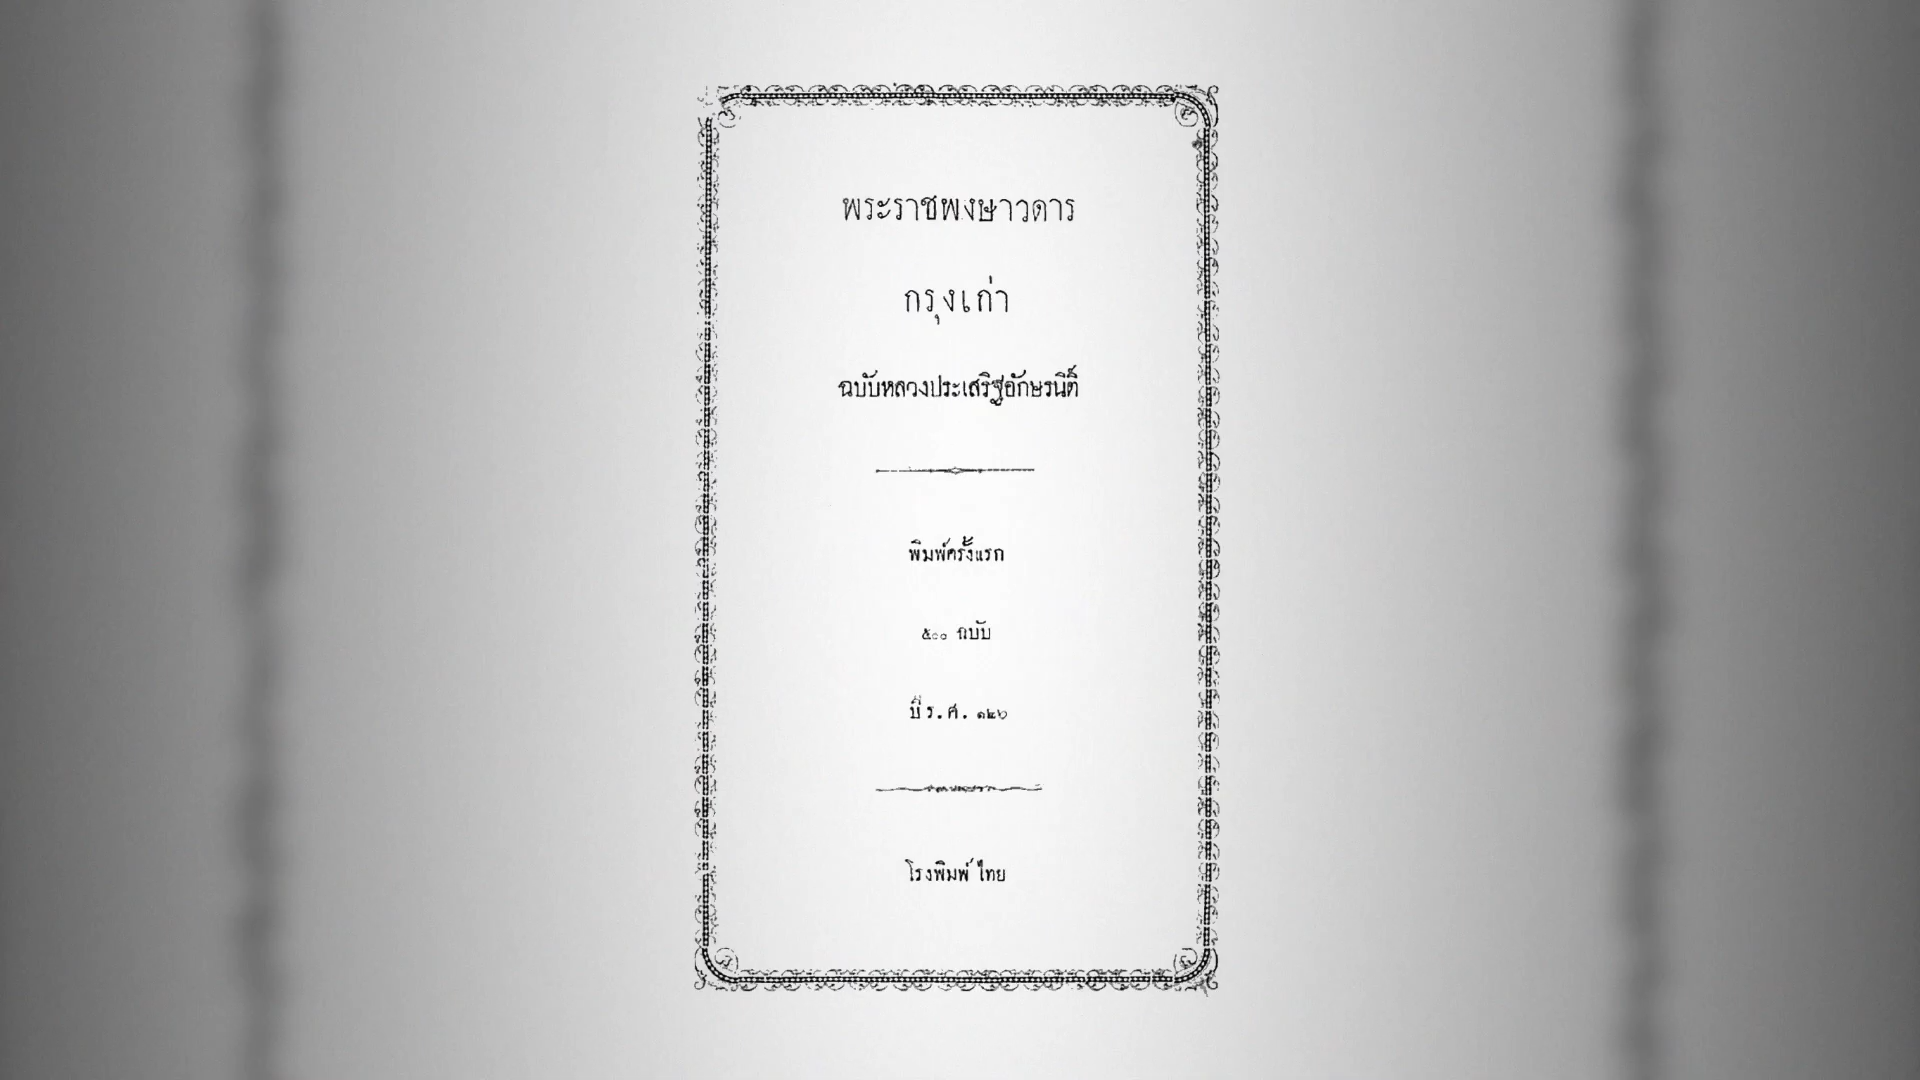 พระราชพงษาวดาร
กรุงเก่า
ฉบับหลวงประเสริฐอักษรนิติ์
พิมพ์ครั้งแรก
๕๐๐ ฉบับ
ปี ร.ศ. ๑๒๖
โรงพิมพ์ ไทย